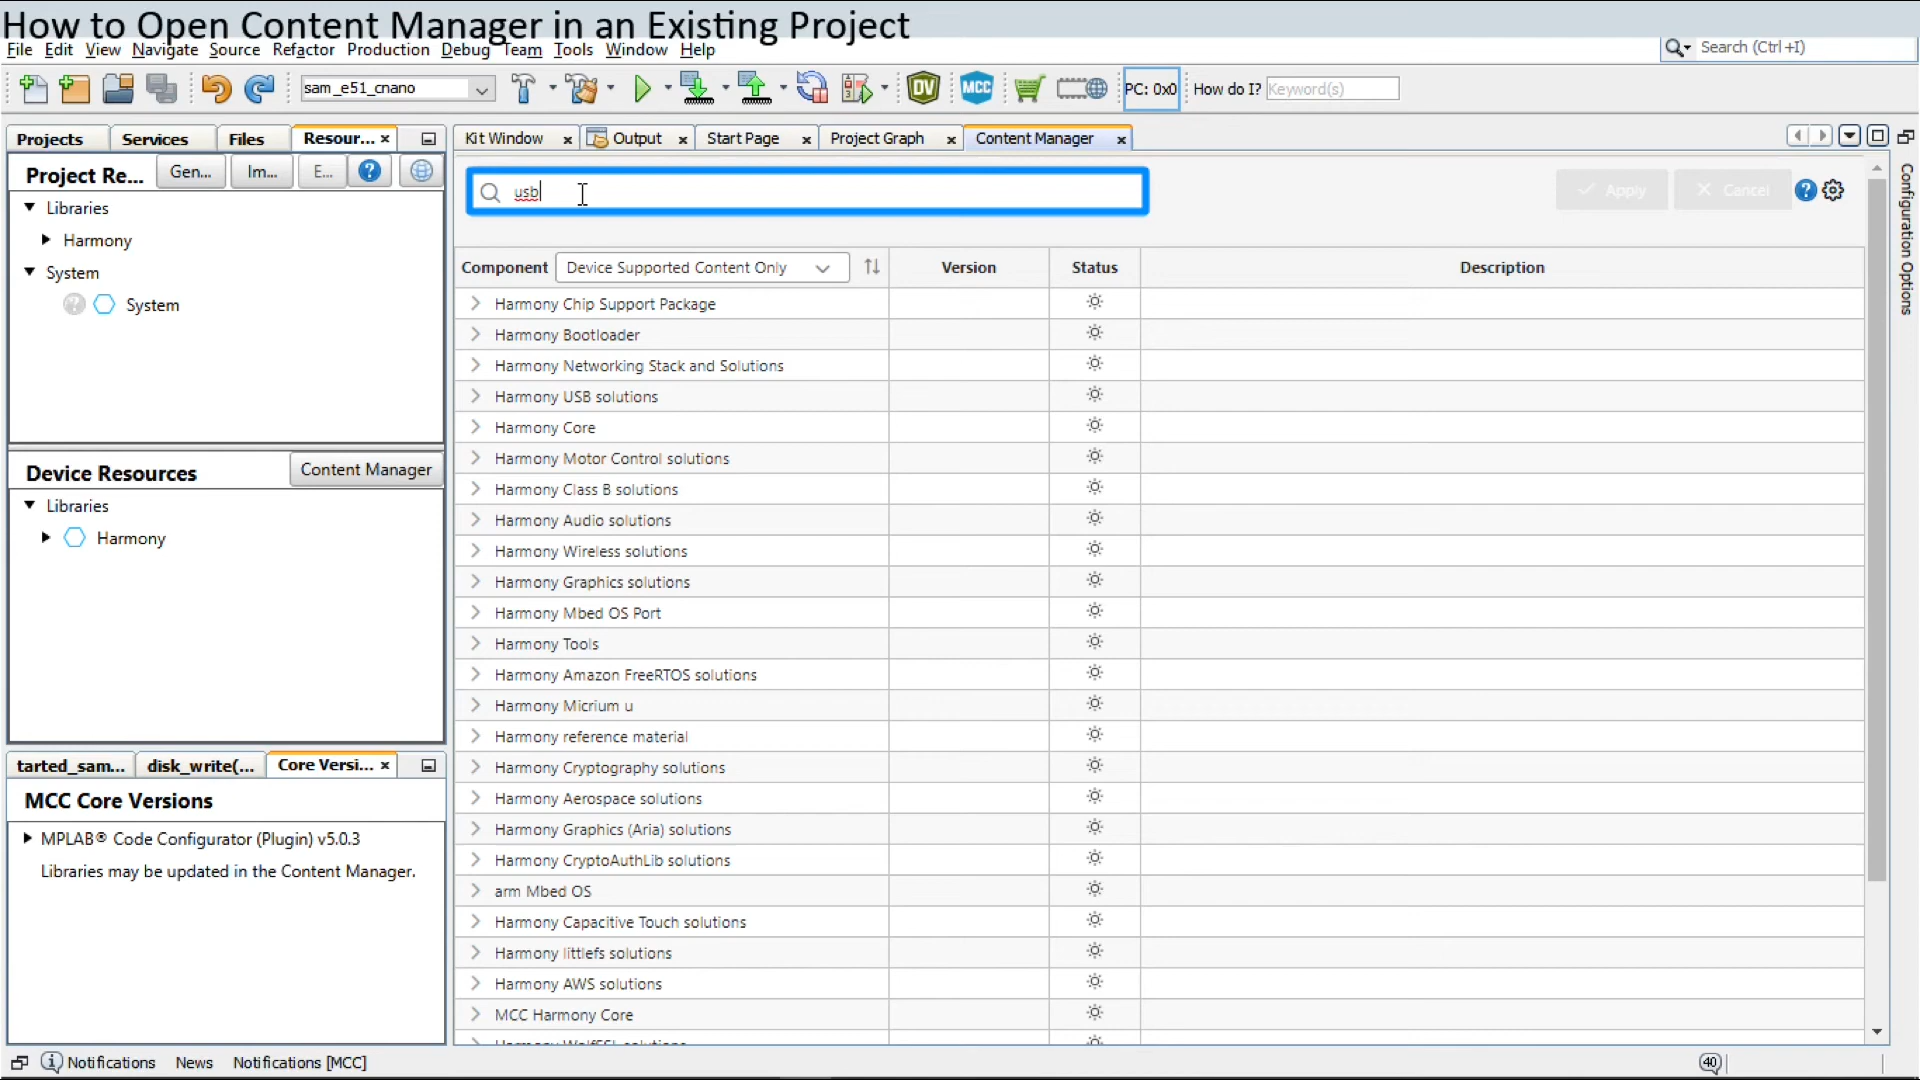 How to Open Content Manager in an Existing Project
File Edit View Navigate Source Refactor Production Debug Team Tools Window Help
Search (Ctrl+I)
sam_e51_cnano
DV
MCC
PC: 0x0
How do I? Keyword(s)
Projects Services Files Resour... ×
Kit Window × Output × Start Page × Project Graph × Content Manager ×
Project Re... Gen... Im... E... ?
Libraries
Harmony
System
? System
usb
Apply Cancel ?
Configuration Options
Component Device Supported Content Only Version Status Description
Harmony Chip Support Package
Harmony Bootloader
Harmony Networking Stack and Solutions
Harmony USB solutions
Harmony Core
Harmony Motor Control solutions
Harmony Class B solutions
Harmony Audio solutions
Harmony Wireless solutions
Harmony Graphics solutions
Harmony Mbed OS Port
Harmony Tools
Harmony Amazon FreeRTOS solutions
Harmony Micrium u
Harmony reference material
Harmony Cryptography solutions
Harmony Aerospace solutions
Harmony Graphics (Aria) solutions
Harmony CryptoAuthLib solutions
arm Mbed OS
Harmony Capacitive Touch solutions
Harmony littlefs solutions
Harmony AWS solutions
MCC Harmony Core
Harmony WolfSSL solutions
Device Resources Content Manager
Libraries
Harmony
tarted_sam... disk_write(... Core Versi... ×
MCC Core Versions
MPLAB® Code Configurator (Plugin) v5.0.3
Libraries may be updated in the Content Manager.
Notifications News Notifications [MCC]
40